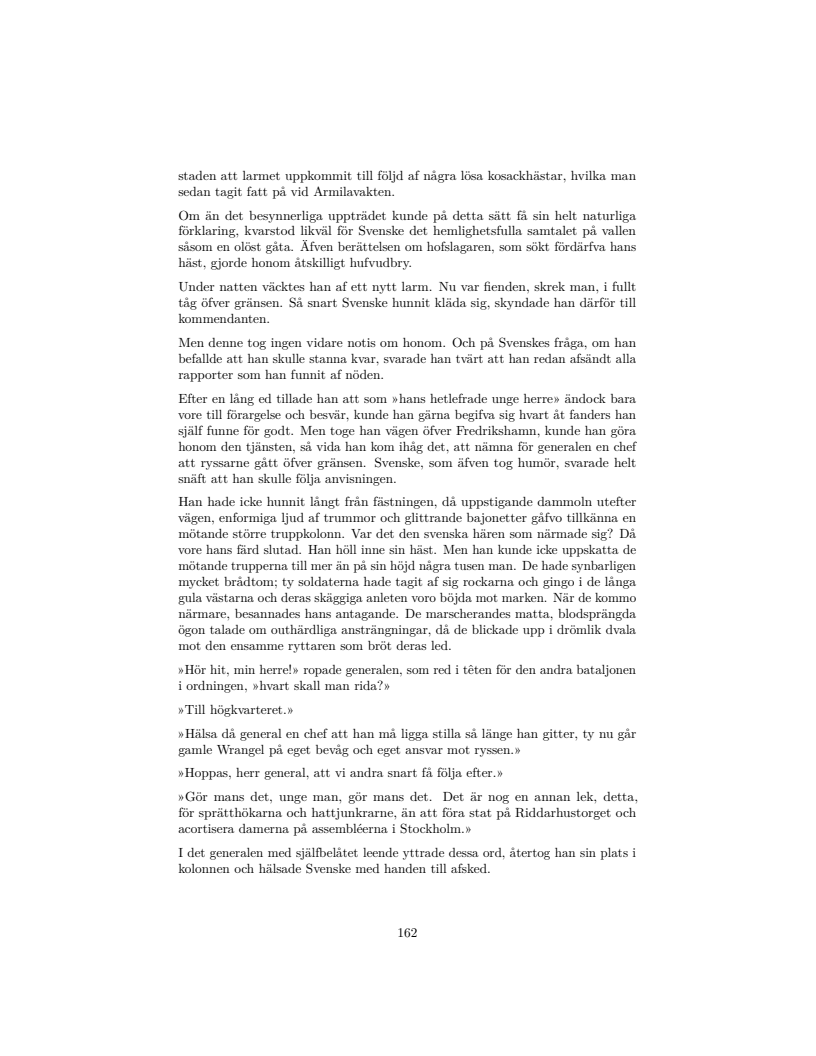 staden att larmet uppkommit till följd af några lösa kosackhästar, hvilka man
sedan tagit fatt på vid Armilavakten.
Om än det besynnerliga uppträdet kunde på detta sätt få sin helt naturliga
förklaring, kvarstod likväl för Svenske det hemlighetsfulla samtalet på vallen
såsom en olöst gåta. Äfven berättelsen om hofslagaren, som sökt fördärfva hans
häst, gjorde honom åtskilligt hufvudbry.
Under natten väcktes han af ett nytt larm. Nu var fienden, skrek man, i fullt
tåg öfver gränsen. Så snart Svenske hunnit kläda sig, skyndade han därför till
kommendanten.
Men denne tog ingen vidare notis om honom. Och på Svenskes fråga, om han
befallde att han skulle stanna kvar, svarade han tvärt att han redan afsändt alla
rapporter som han funnit af nöden.
Efter en lång ed tillade han att som »hans hetlefrade unge herre» ändock bara
vore till förargelse och besvär, kunde han gärna begifva sig hvart åt fanders han
själf funne för godt. Men toge han vägen öfver Fredrikshamn, kunde han göra
honom den tjänsten, så vida han kom ihåg det, att nämna för generalen en chef
att ryssarne gått öfver gränsen. Svenske, som äfven tog humör, svarade helt
snäft att han skulle följa anvisningen.
Han hade icke hunnit långt från fästningen, då uppstigande dammoln utefter
vägen, enformiga ljud af trummor och glittrande bajonetter gåfvo tillkänna en
mötande större truppkolonn. Var det den svenska hären som närmade sig? Då
vore hans färd slutad. Han höll inne sin häst. Men han kunde icke uppskatta de
mötande trupperna till mer än på sin höjd några tusen man. De hade synbarligen
mycket brådtom; ty soldaterna hade tagit af sig rockarna och gingo i de långa
gula västarna och deras skäggiga anleten voro böjda mot marken. När de kommo
närmare, besannades hans antagande. De marscherandes matta, blodsprängda
ögon talade om outhärdliga ansträngningar, då de blickade upp i drömlik dvala
mot den ensamme ryttaren som bröt deras led.
»Hör hit, min herre!» ropade generalen, som red i têten för den andra bataljonen
i ordningen, »hvart skall man rida?»
»Till högkvarteret.»
»Hälsa då general en chef att han må ligga stilla så länge han gitter, ty nu går
gamle Wrangel på eget bevåg och eget ansvar mot ryssen.»
»Hoppas, herr general, att vi andra snart få följa efter.»
»Gör mans det, unge man, gör mans det. Det är nog en annan lek, detta,
för sprätthökarna och hattjunkrarne, än att föra stat på Riddarhustorget och
acortisera damerna på assembléerna i Stockholm.»
I det generalen med själfbelåtet leende yttrade dessa ord, återtog han sin plats i
kolonnen och hälsade Svenske med handen till afsked.
162